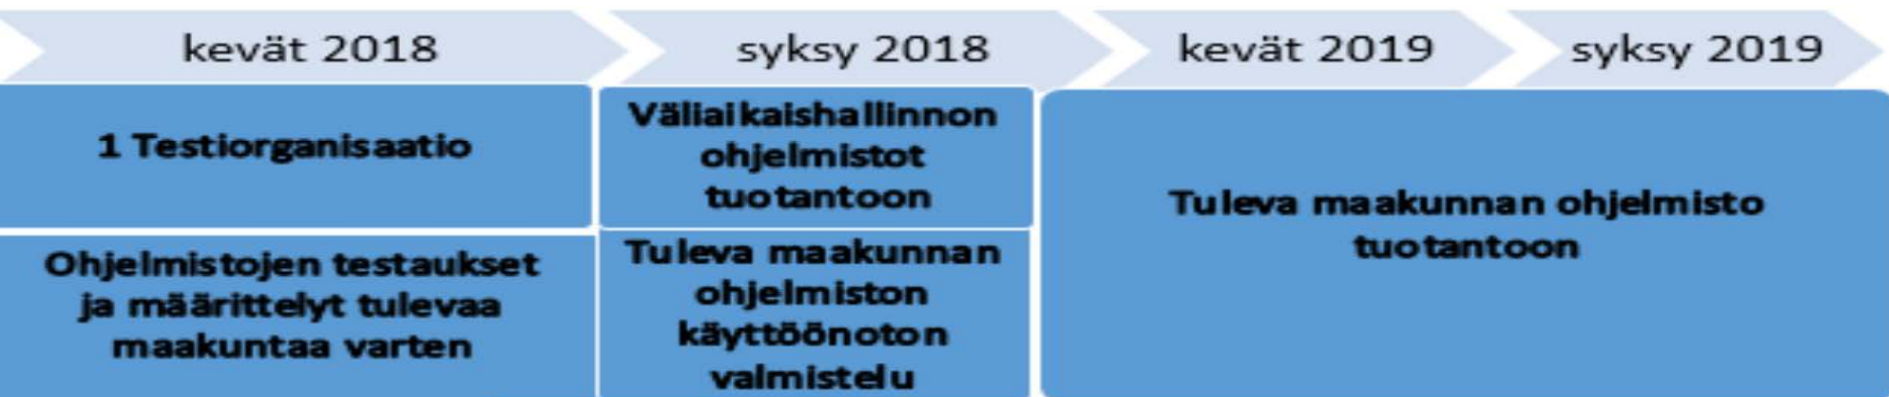 kevät 2018
syksy 2018
kevät 2019
syksy 2019
1 Testiorganisaatio
Ohjelmistojen testaukset
ja määrittelyt tulevaa
maakuntaa varten
Väliaikaishallinnon
ohjelmistot
tuotantoon
Tuleva maakunnan
ohjelmiston
käyttöönoton
valmistelu
Tuleva maakunnan ohjelmisto
tuotantoon